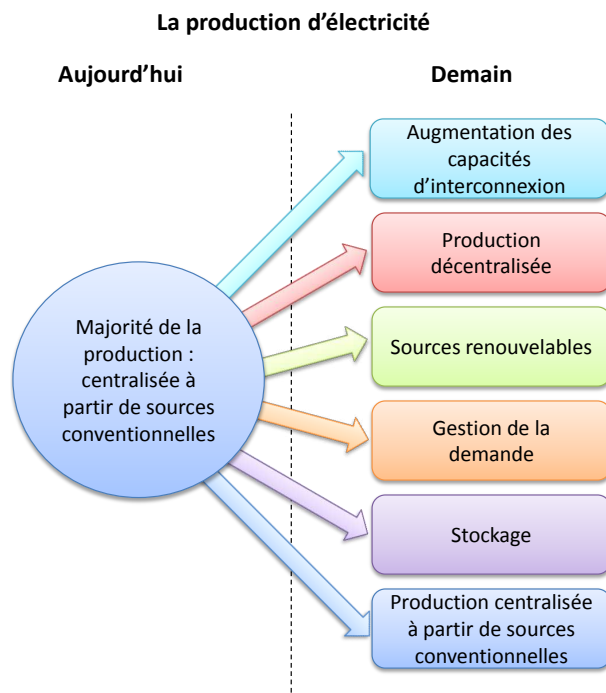 La production d'électricité
Aujourd'hui
Demain
Majorité de la
production :
centralisée à
partir de sources
conventionnelles
Augmentation des
capacités
d'interconnexion
Production
décentralisée
Sources renouvelables
Gestion de la
demande
Stockage
Production centralisée
à partir de sources
conventionnelles